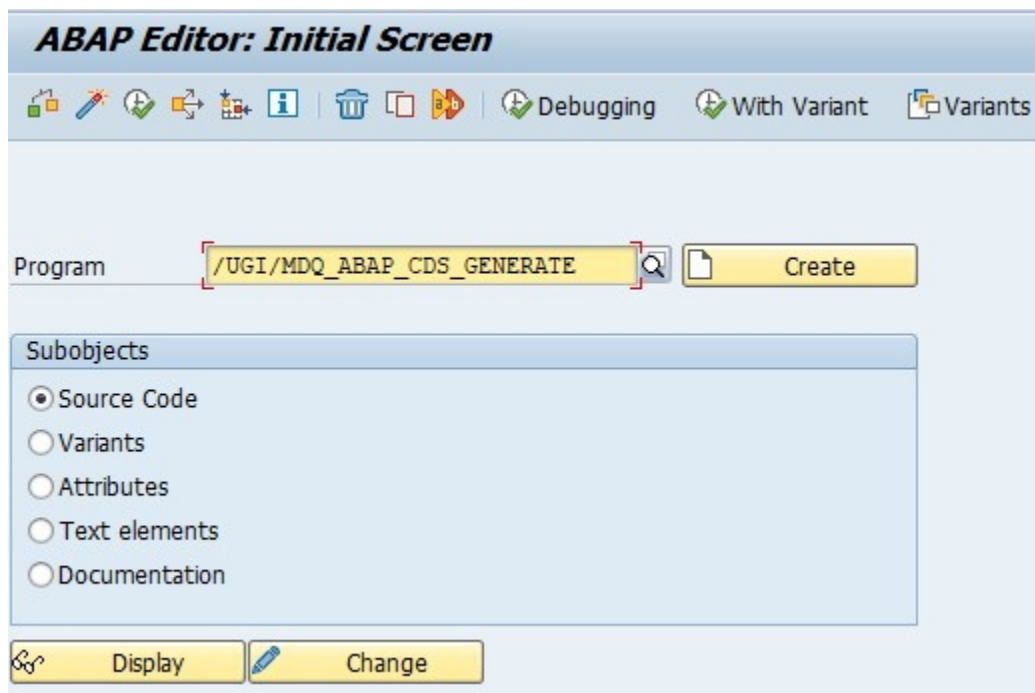 ABAP Editor: Initial Screen
Debugging With Variant Variants
Program /UGI/MDQ_ABAP_CDS_GENERATE Create
Subobjects
Source Code
Variants
Attributes
Text elements
Documentation
Display Change